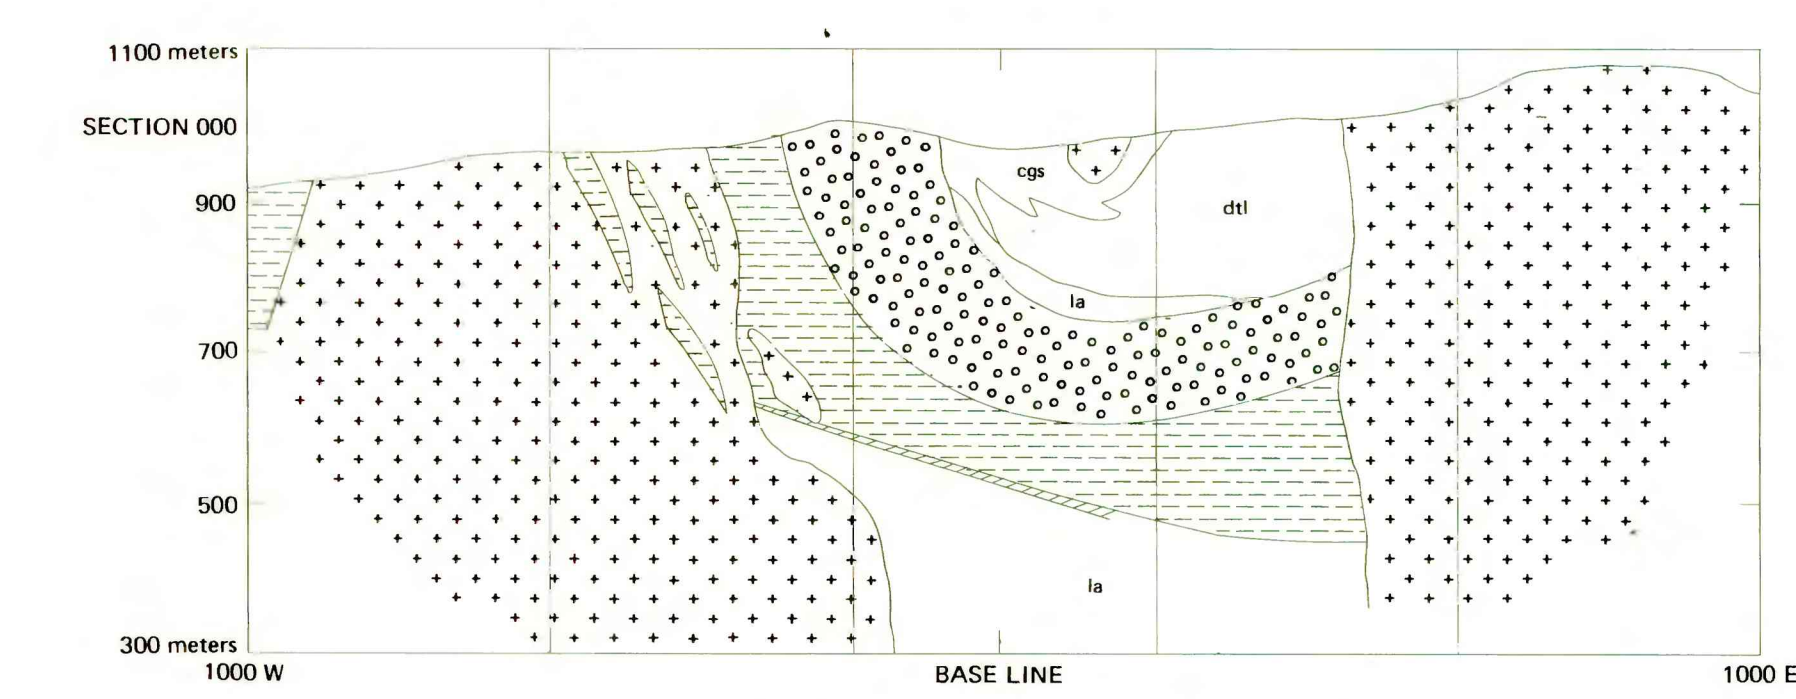 1100 meters
SECTION 000
900
700
500
300 meters
cgs
dtl
la
la
1000 W
BASE LINE
1000 E